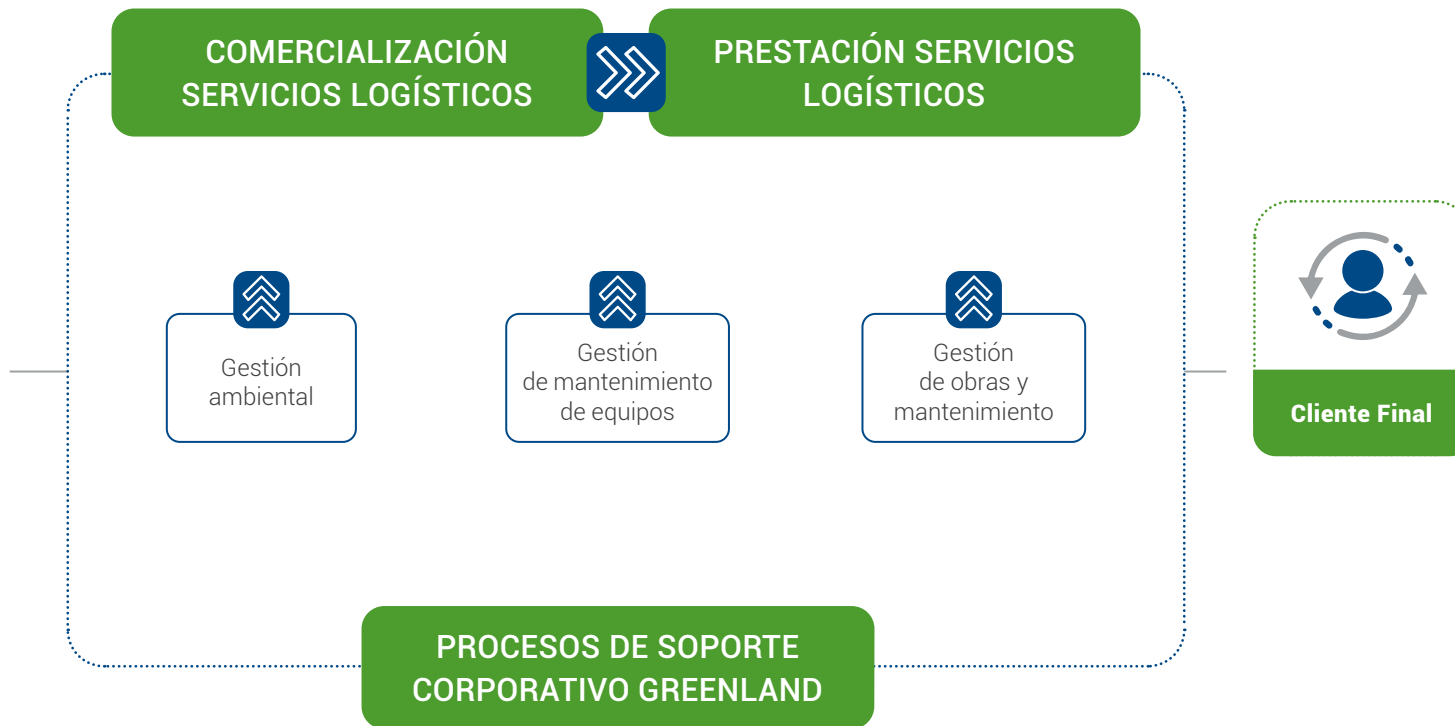 COMERCIALIZACIÓN
SERVICIOS LOGÍSTICOS
PRESTACIÓN SERVICIOS
LOGÍSTICOS
Gestión
ambiental
Gestión
de mantenimiento
de equipos
Gestión
de obras y
mantenimiento
Cliente Final
PROCESOS DE SOPORTE
CORPORATIVO GREENLAND